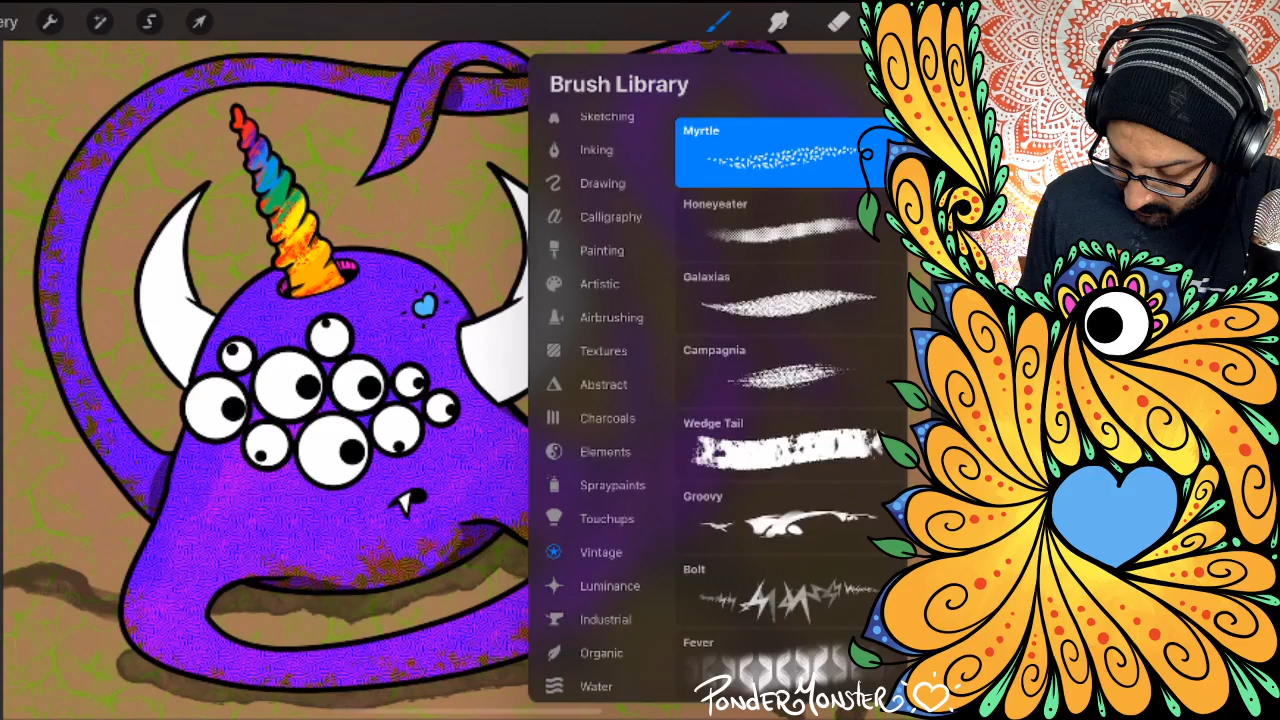 ery
Brush Library
Sketching
Inking
Drawing
Calligraphy
Painting
Artistic
Airbrushing
Textures
Abstract
Charcoals
Elements
Spraypaints
Touchups
Vintage
Luminance
Industrial
Organic
Water
Myrtle
Honeyeater
Galaxias
Campagnia
Wedge Tail
Groovy
Bolt
Fever
PONDERMONSTER